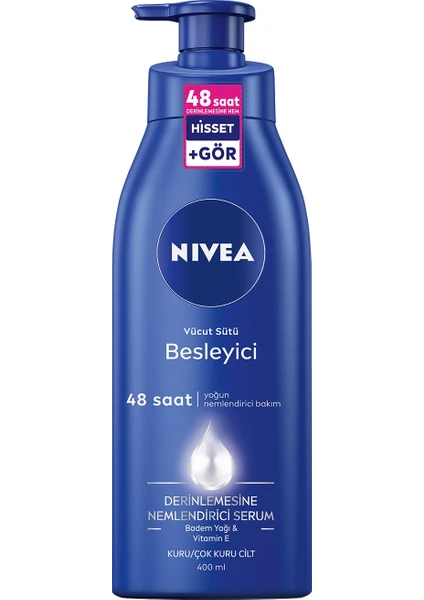 48 saat
DERİNLEMESİNE NEM
HİSSET
+GÖR
NIVEA
Vücut Sütü
Besleyici
48 saat | yoğun
nemlendirici bakım
DERİNLEMESİNE
NEMLENDİRİCİ SERUM
Badem Yağı &
Vitamin E
KURU/ÇOK KURU CİLT
400 ml